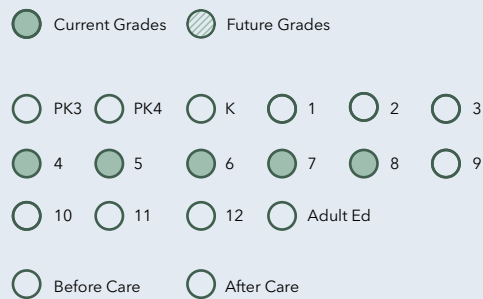 Current Grades Future Grades
PK3 PK4 K 1 2 3
4 5 6 7 8 9
10 11 12 Adult Ed
Before Care After Care